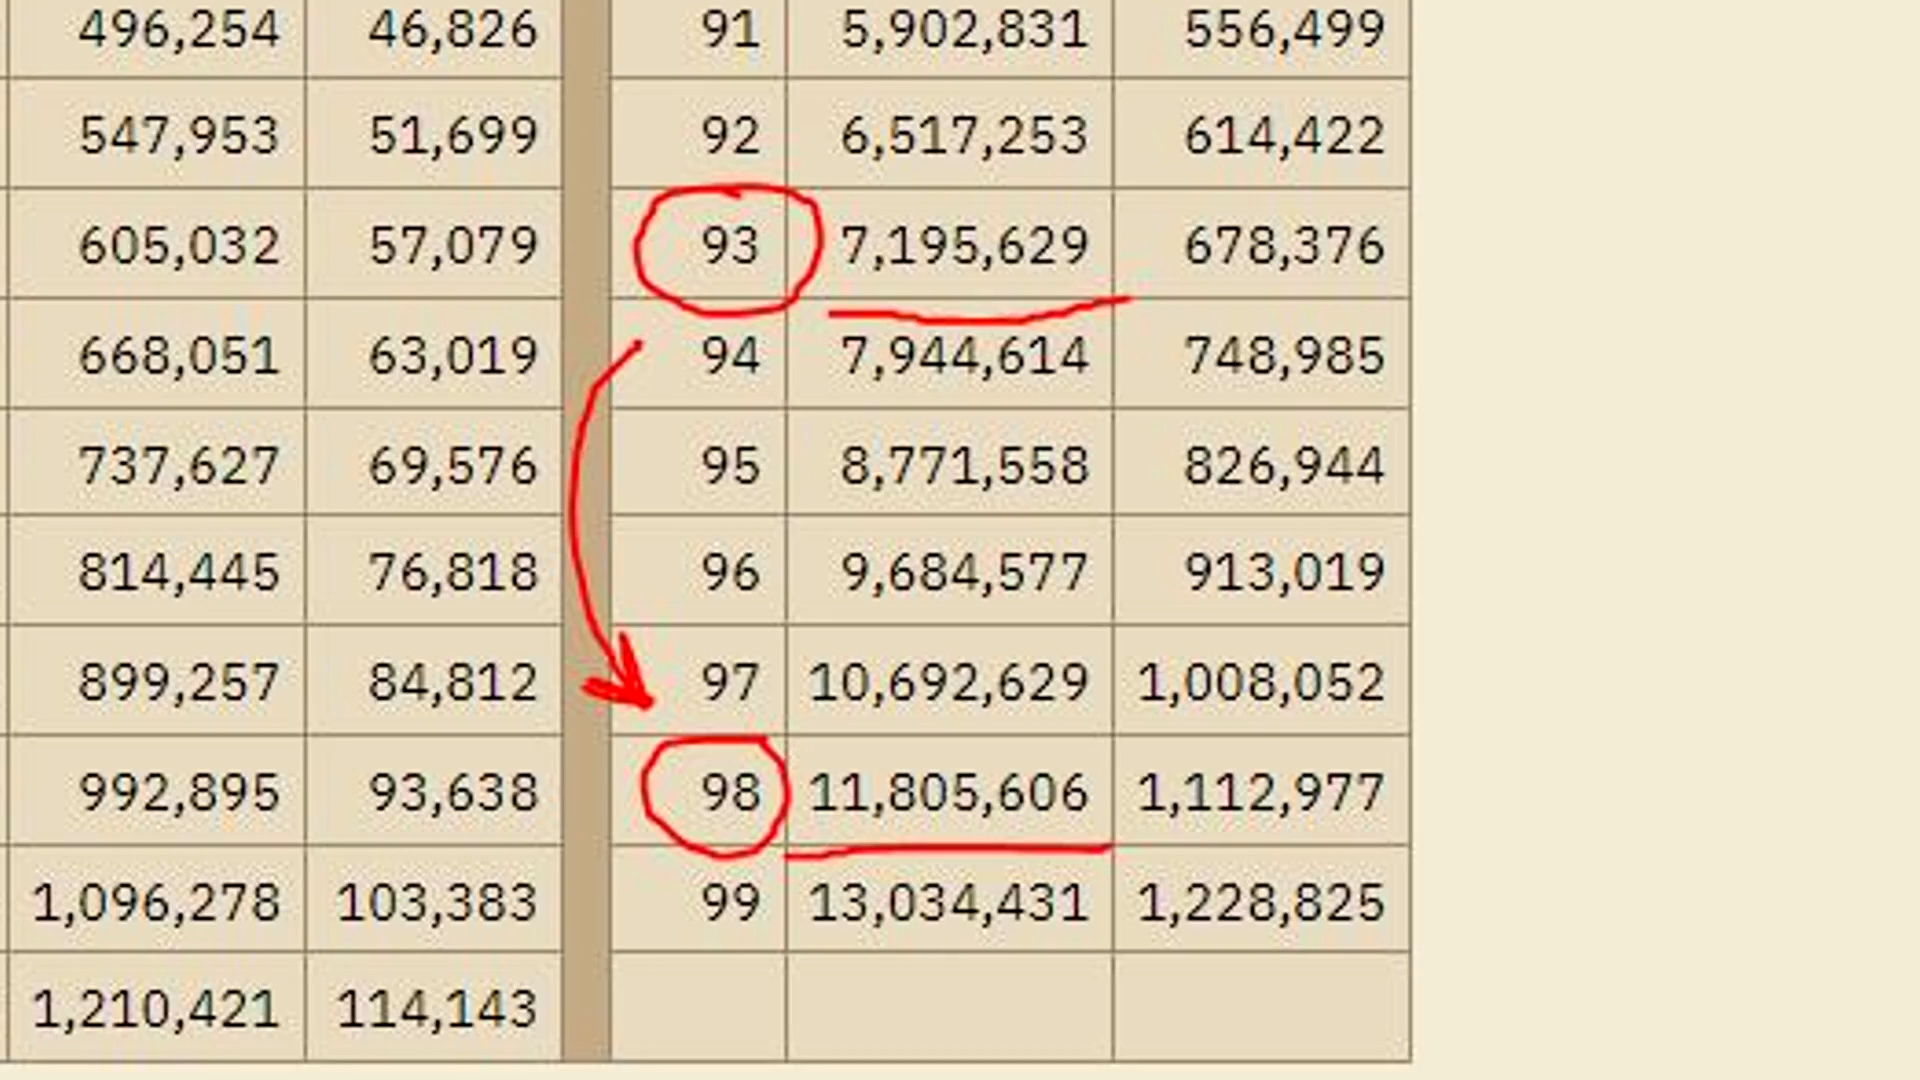 496,254 46,826 91 5,902,831 556,499
547,953 51,699 92 6,517,253 614,422
605,032 57,079 93 7,195,629 678,376
668,051 63,019 94 7,944,614 748,985
737,627 69,576 95 8,771,558 826,944
814,445 76,818 96 9,684,577 913,019
899,257 84,812 97 10,692,629 1,008,052
992,895 93,638 98 11,805,606 1,112,977
1,096,278 103,383 99 13,034,431 1,228,825
1,210,421 114,143